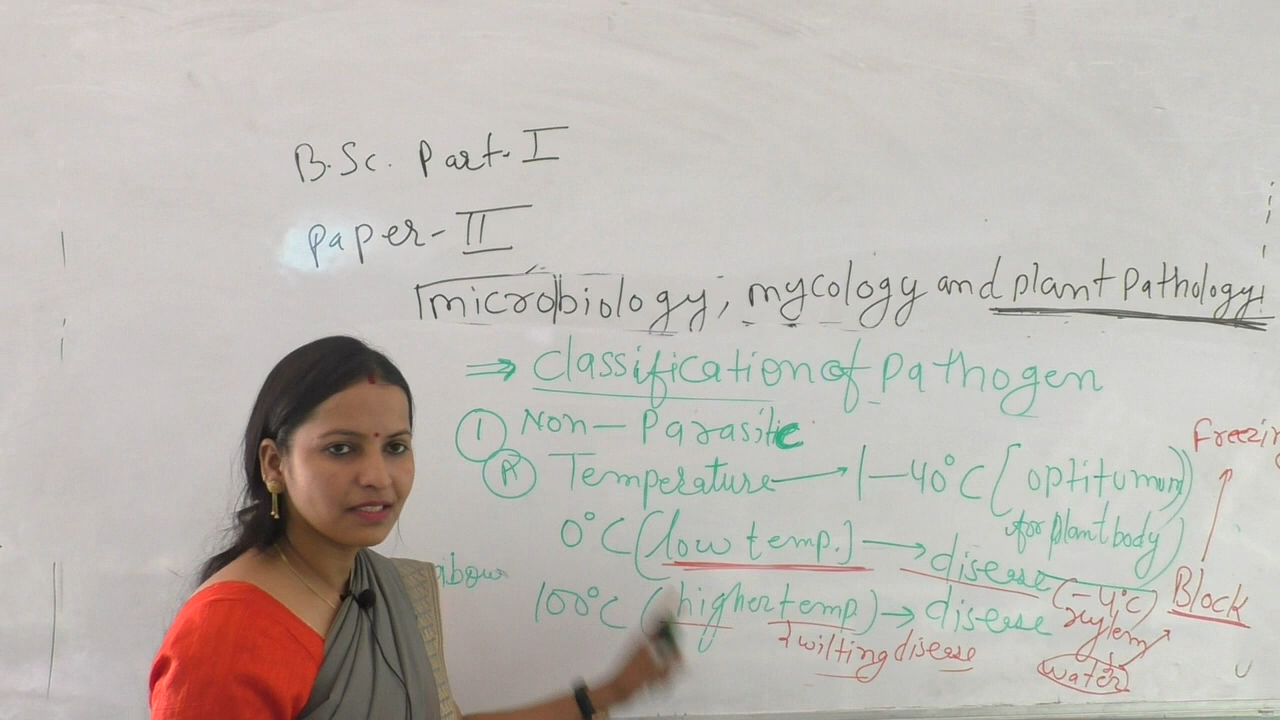 B.Sc. Part-I
Paper-II
microbiology, mycology and plant Pathology
⇒ Classification of Pathogen
1 Non-Parasitic
A Temperature → 1-40°C (optitumum)
for plant body
0°C (low temp.) → disease (-4°C)
100°C (higher temp) → disease
wilting disease
xylem
water
Block
Freezin